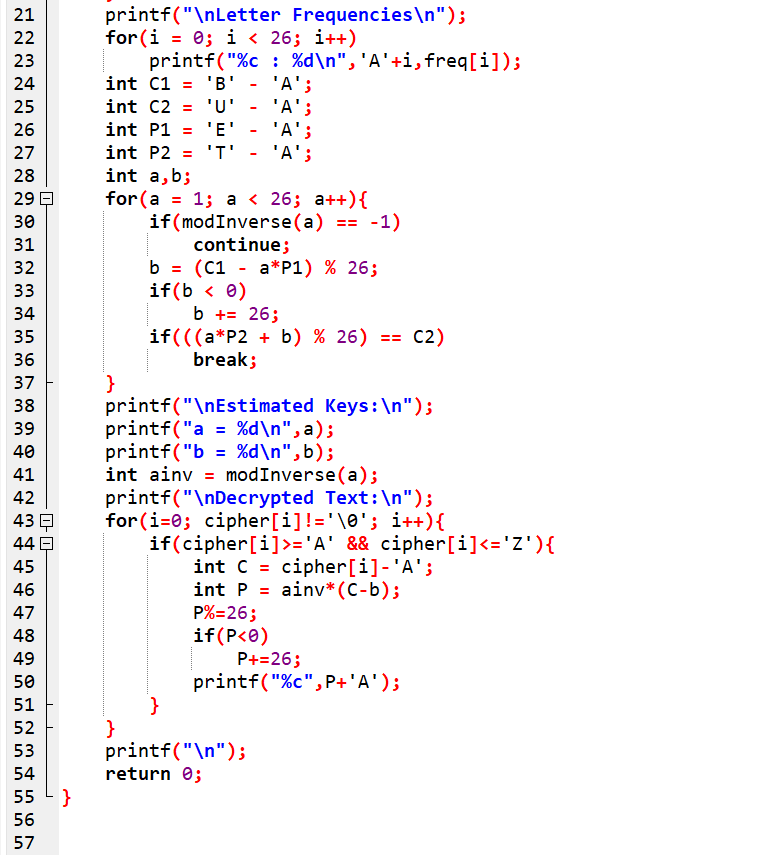 21 printf("\nLetter Frequencies\n");
22 for(i = 0; i < 26; i++)
23 printf("%c : %d\n",'A'+i,freq[i]);
24 int C1 = 'B' - 'A';
25 int C2 = 'U' - 'A';
26 int P1 = 'E' - 'A';
27 int P2 = 'T' - 'A';
28 int a,b;
29 for(a = 1; a < 26; a++){
30 if(modInverse(a) == -1)
31 continue;
32 b = (C1 - a*P1) % 26;
33 if(b < 0)
34 b += 26;
35 if(((a*P2 + b) % 26) == C2)
36 break;
37 }
38 printf("\nEstimated Keys:\n");
39 printf("a = %d\n",a);
40 printf("b = %d\n",b);
41 int ainv = modInverse(a);
42 printf("\nDecrypted Text:\n");
43 for(i=0; cipher[i]!='\0'; i++){
44 if(cipher[i]>='A' && cipher[i]<='Z'){
45 int C = cipher[i]-'A';
46 int P = ainv*(C-b);
47 P%=26;
48 if(P<0)
49 P+=26;
50 printf("%c",P+'A');
51 }
52 }
53 printf("\n");
54 return 0;
55 }
56
57